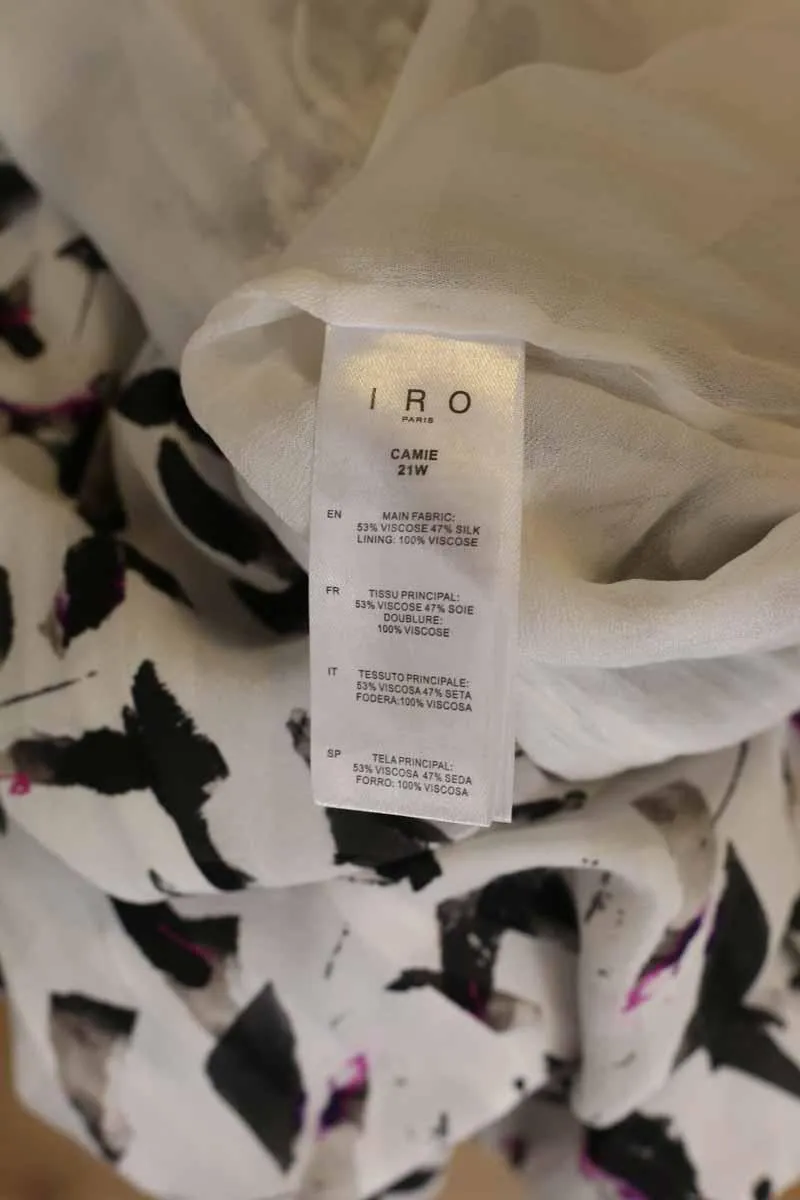 IRO
PARIS
CAMIE
21W
EN
MAIN FABRIC:
53% VISCOSE 47% SILK
LINING: 100% VISCOSE
FR
TISSU PRINCIPAL:
53% VISCOSE 47% SOIE
DOUBLURE:
100% VISCOSE
IT
TESSUTO PRINCIPALE:
53% VISCOSA 47% SETA
FODERA:100% VISCOSA
SP
TELA PRINCIPAL:
53% VISCOSA 47% SEDA
FORRO: 100% VISCOSA